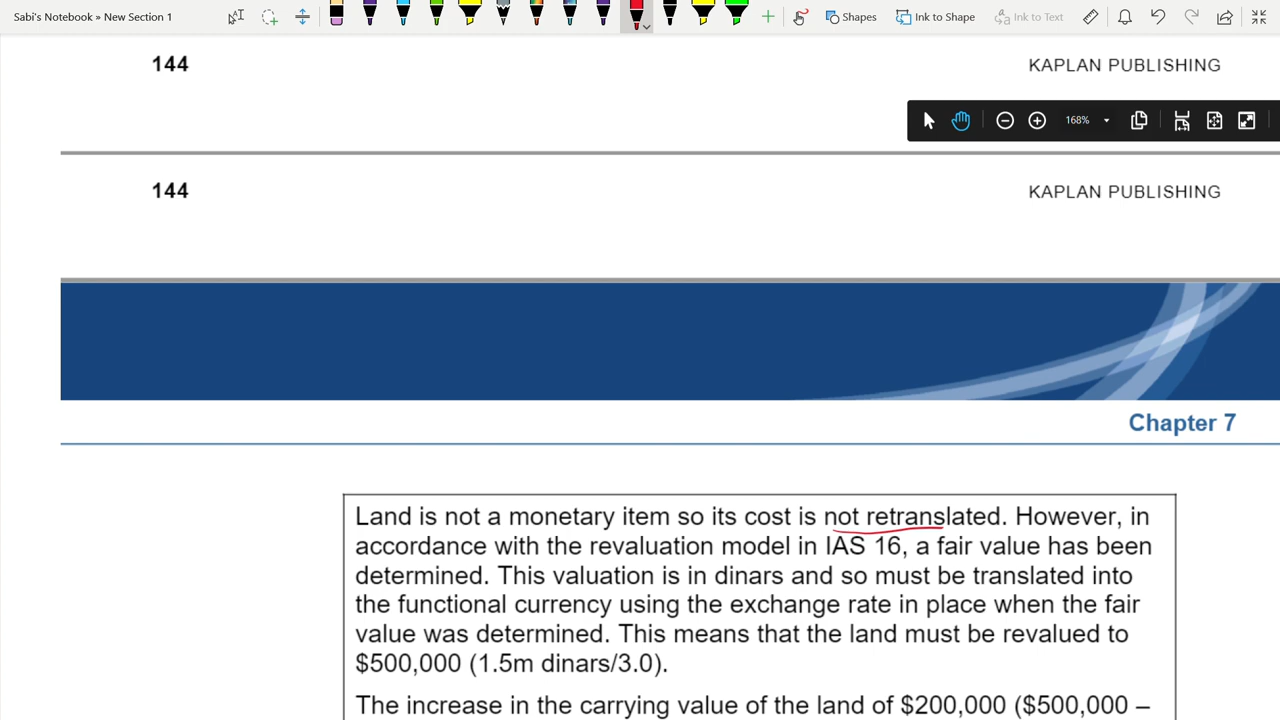 Sabi's Notebook » New Section 1
Shapes
Ink to Shape
Ink to Text
144
KAPLAN PUBLISHING
168%
144
KAPLAN PUBLISHING
Chapter 7
Land is not a monetary item so its cost is not retranslated. However, in
accordance with the revaluation model in IAS 16, a fair value has been
determined. This valuation is in dinars and so must be translated into
the functional currency using the exchange rate in place when the fair
value was determined. This means that the land must be revalued to
$500,000 (1.5m dinars/3.0).
The increase in the carrying value of the land of $200,000 ($500,000 –